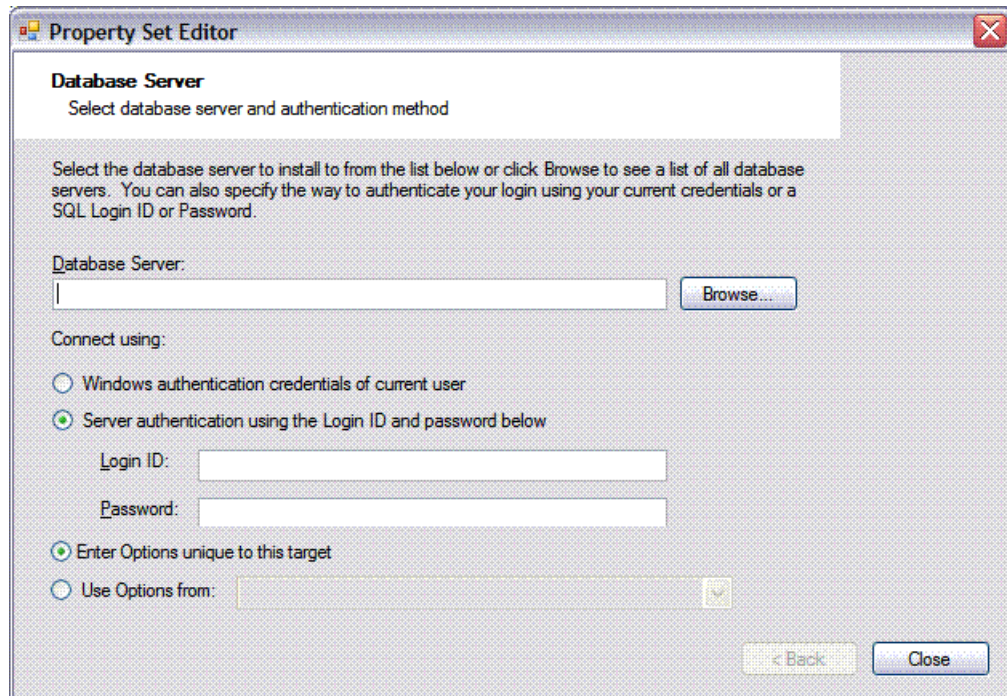 Property Set Editor
Database Server
Select database server and authentication method
Select the database server to install to from the list below or click Browse to see a list of all database
servers. You can also specify the way to authenticate your login using your current credentials or a
SQL Login ID or Password.
Database Server:
Browse...
Connect using:
Windows authentication credentials of current user
Server authentication using the Login ID and password below
Login ID:
Password:
Enter Options unique to this target
Use Options from:
< Back
Close